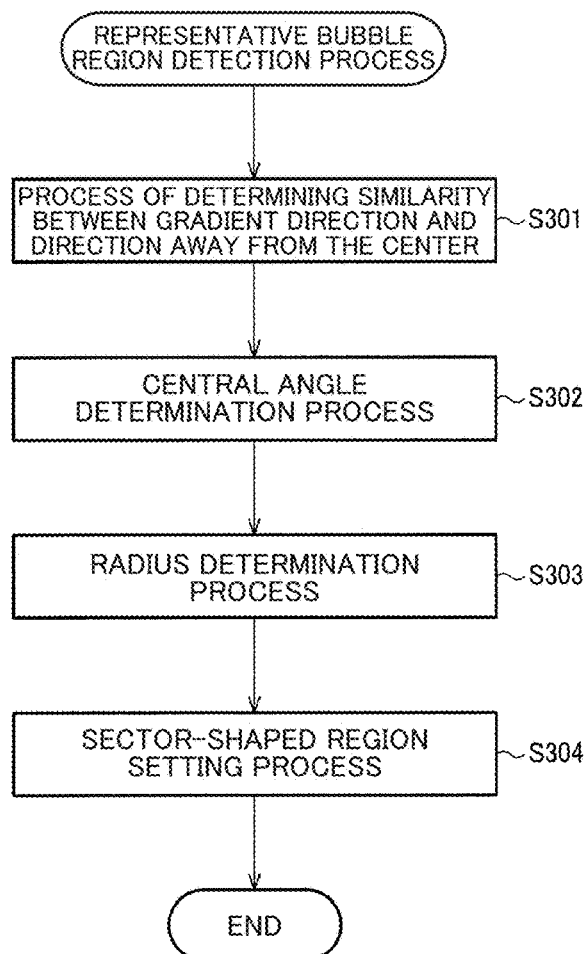 REPRESENTATIVE BUBBLE
REGION DETECTION PROCESS
PROCESS OF DETERMINING SIMILARITY
BETWEEN GRADIENT DIRECTION AND
DIRECTION AWAY FROM THE CENTER
S301
CENTRAL ANGLE
DETERMINATION PROCESS
S302
RADIUS DETERMINATION
PROCESS
S303
SECTOR-SHAPED REGION
SETTING PROCESS
S304
END